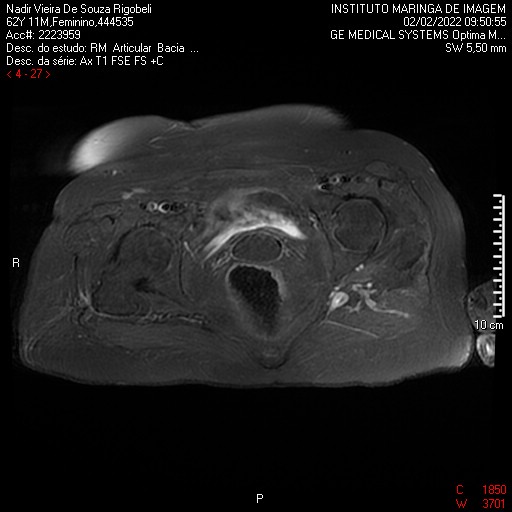 Nadir Vieira De Souza Rigobeli
62Y 11M,Feminino,444535
Acc#: 2223959
Desc. do estudo: RM Articular Bacia ...
Desc. da série: Ax T1 FSE FS +C
< 4 - 27 >
INSTITUTO MARINGA DE IMAGEM
02/02/2022 09:50:55
GE MEDICAL SYSTEMS Optima M...
SW 5,50 mm
R
10 cm
P
C 1850
W 3701